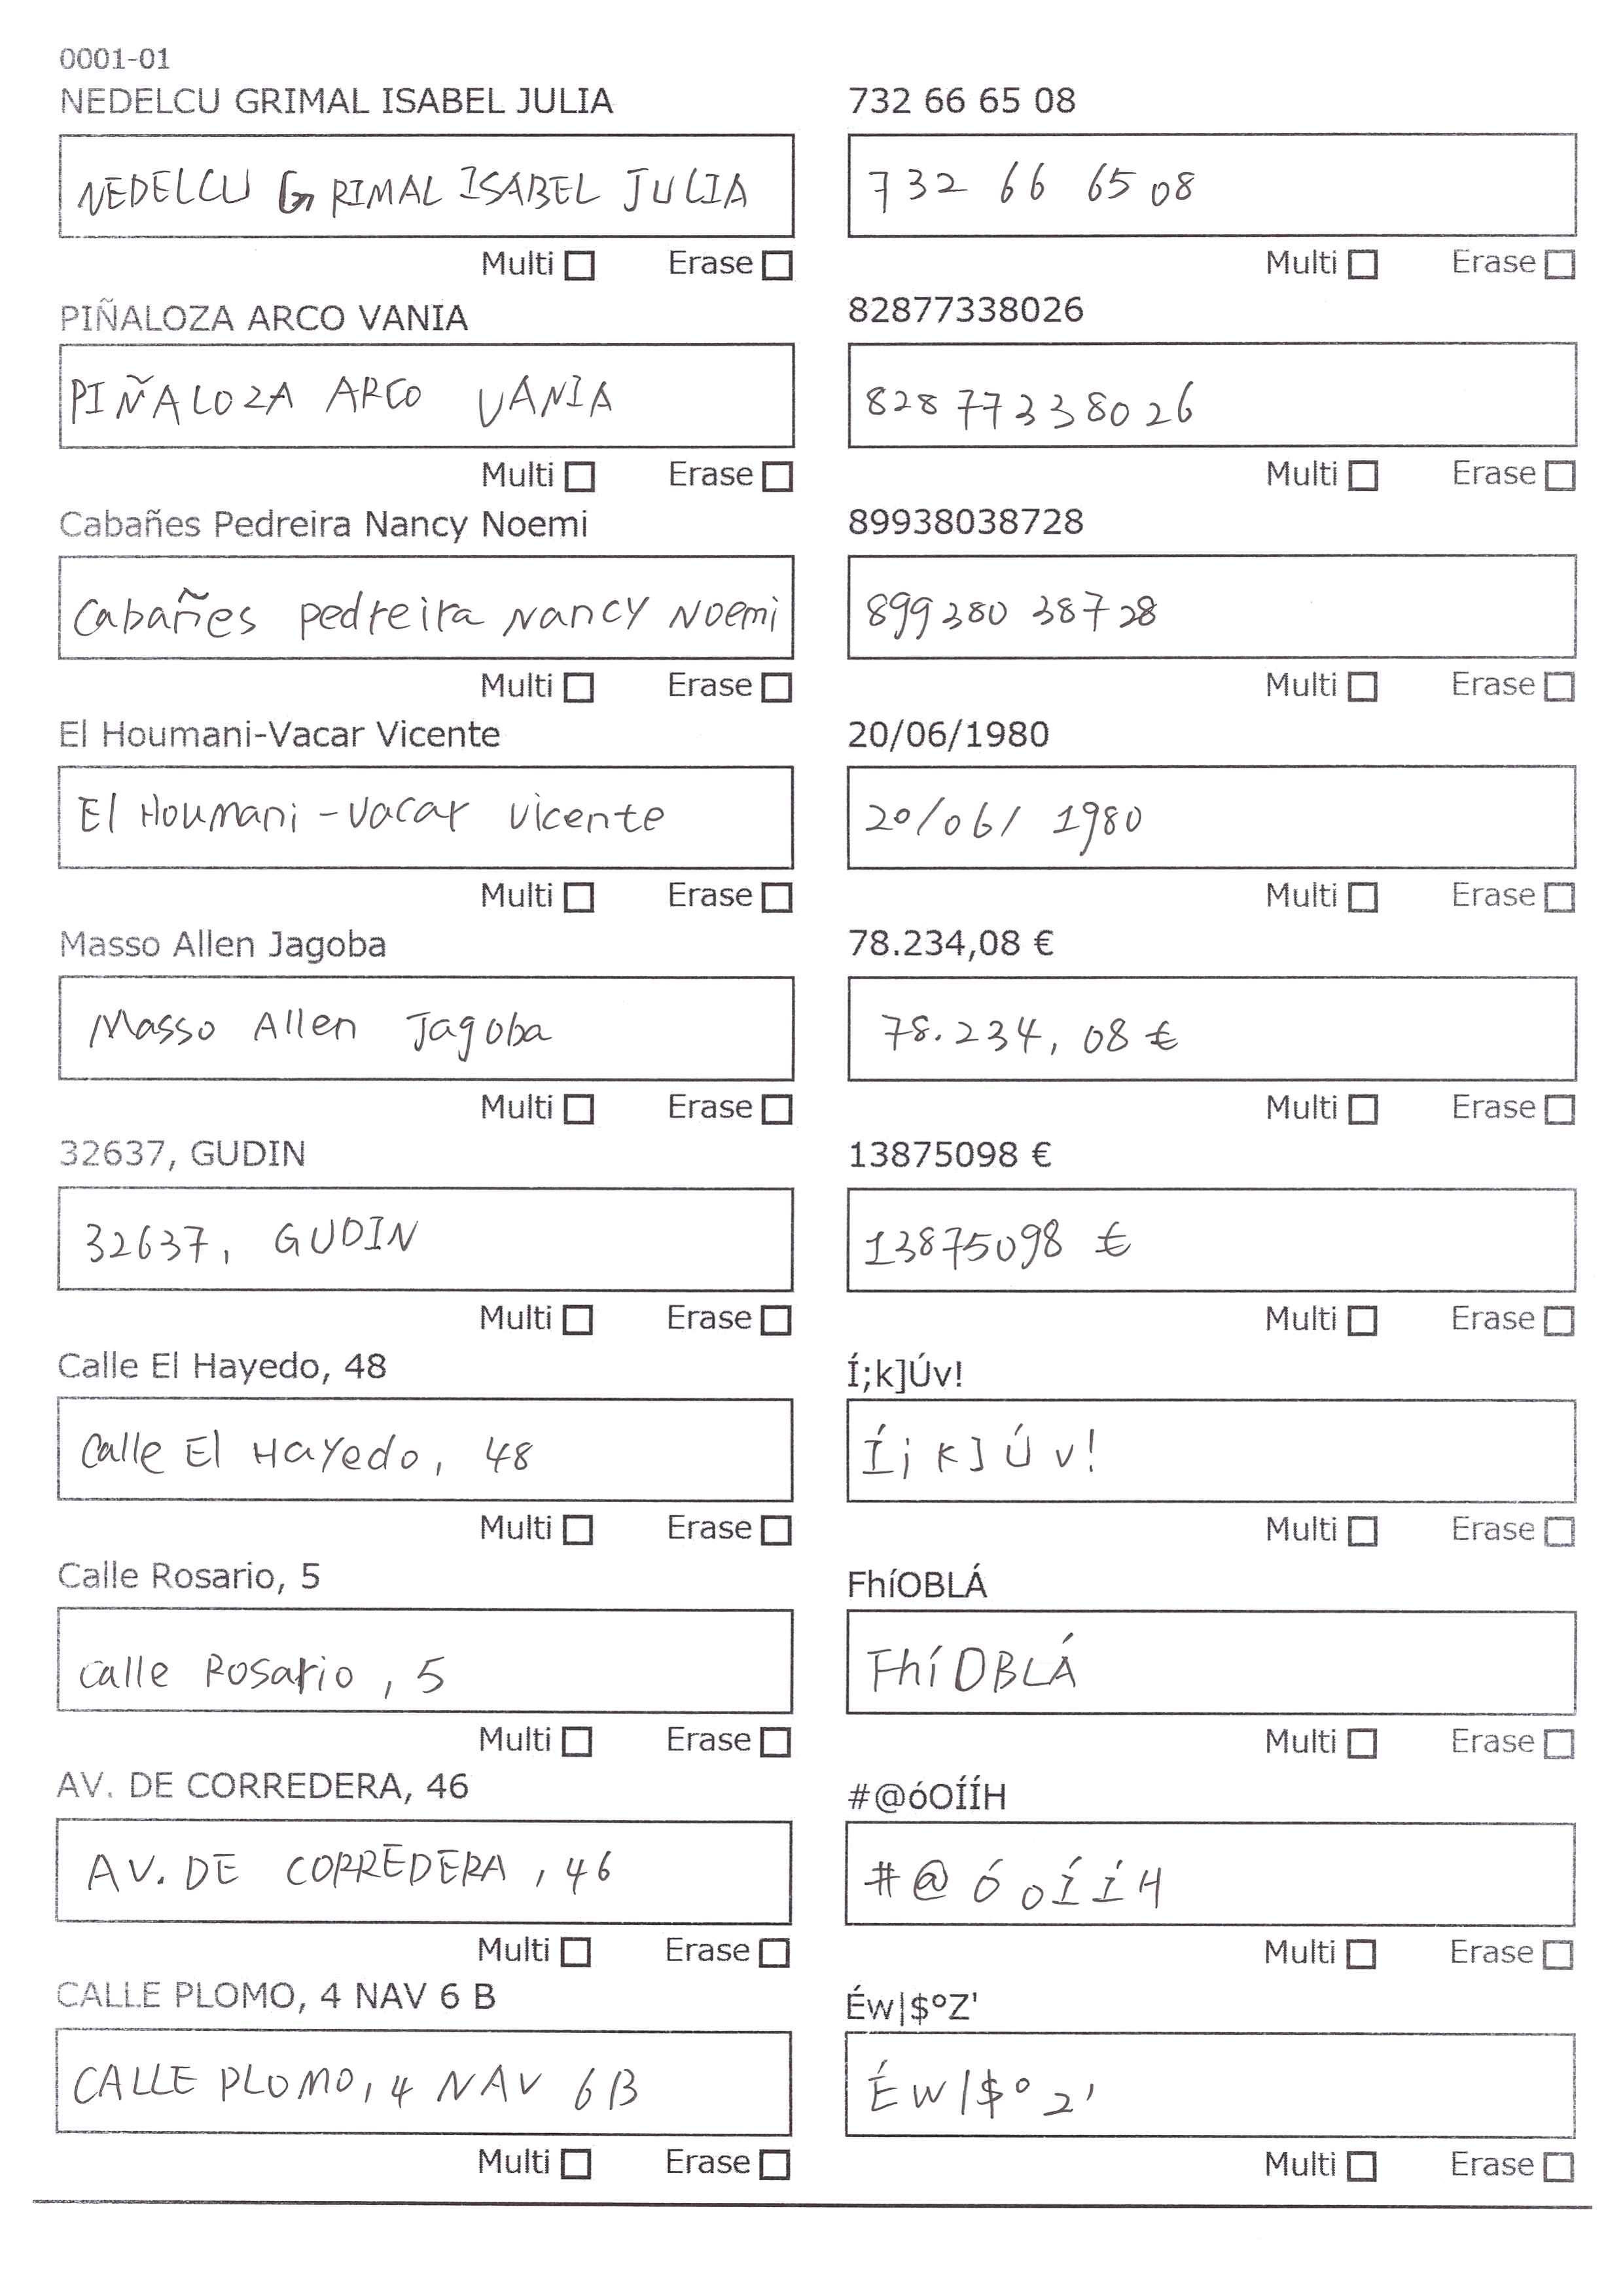 0001-01
NEDELCU GRIMAL ISABEL JULIA
NEDELCU GRIMAL ISABEL JULIA
Multi Erase
732 66 65 08
732 66 65 08
Multi Erase
PIÑALOZA ARCO VANIA
PIÑALOZA ARCO VANIA
Multi Erase
82877338026
82877338026
Multi Erase
Cabañes Pedreira Nancy Noemi
Cabañes pedreira Nancy Noemi
Multi Erase
89938038728
89938038728
Multi Erase
El Houmani-Vacar Vicente
El Houmani-Vacar Vicente
Multi Erase
20/06/1980
20/06/1980
Multi Erase
Masso Allen Jagoba
Masso Allen Jagoba
Multi Erase
78.234,08 €
78.234,08 €
Multi Erase
32637, GUDIN
32637, GUDIN
Multi Erase
13875098 €
13875098 €
Multi Erase
Calle El Hayedo, 48
Calle El Hayedo, 48
Multi Erase
Í;k]Úv!
Í;k]Úv!
Multi Erase
Calle Rosario, 5
calle Rosario, 5
Multi Erase
FhíOBLÁ
FhíOBLÁ
Multi Erase
AV. DE CORREDERA, 46
AV. DE CORREDERA, 46
Multi Erase
#@óOÍÍH
#@óOÍÍH
Multi Erase
CALLE PLOMO, 4 NAV 6 B
CALLE PLOMO, 4 NAV 6 B
Multi Erase
Éw|$ºZ'
Éw|$ºz'
Multi Erase